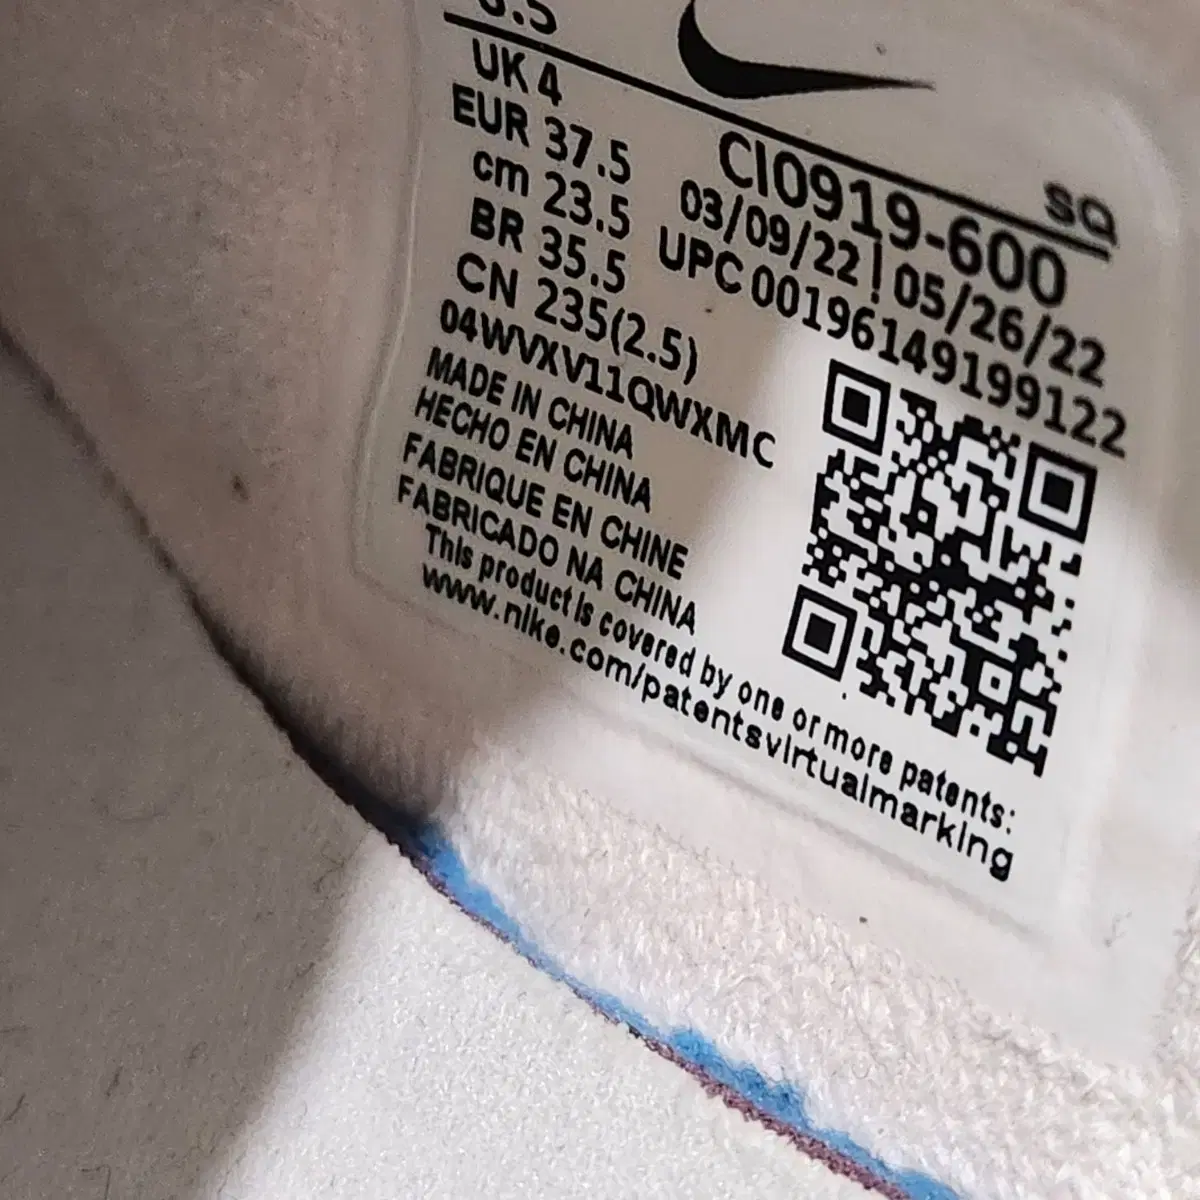 UK 4
EUR 37.5
cm 23.5
BR 35.5
CN 235(2.5)
04WVXV11QWXMC
SQ
CI0919-600
03/09/22 | 05/26/22
UPC 00196149199122
MADE IN CHINA
HECHO EN CHINA
FABRIQUE EN CHINE
FABRICADO NA CHINA
This product is covered by one or more patents:
www.nike.com/patentsvirtualmarking